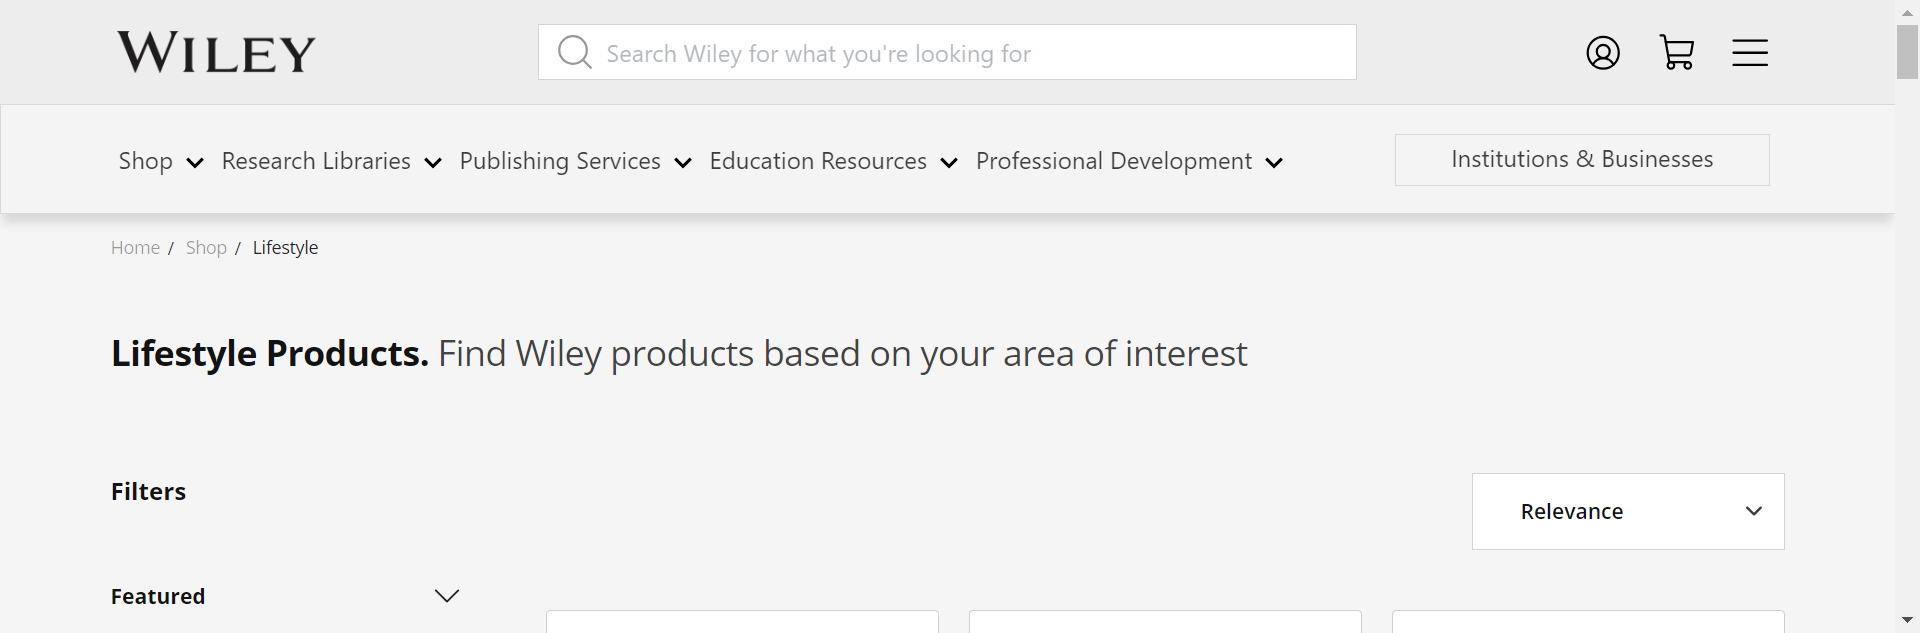 WILEY
Search Wiley for what you're looking for
Shop Research Libraries Publishing Services Education Resources Professional Development Institutions & Businesses
Home / Shop / Lifestyle
Lifestyle Products. Find Wiley products based on your area of interest
Filters
Relevance
Featured